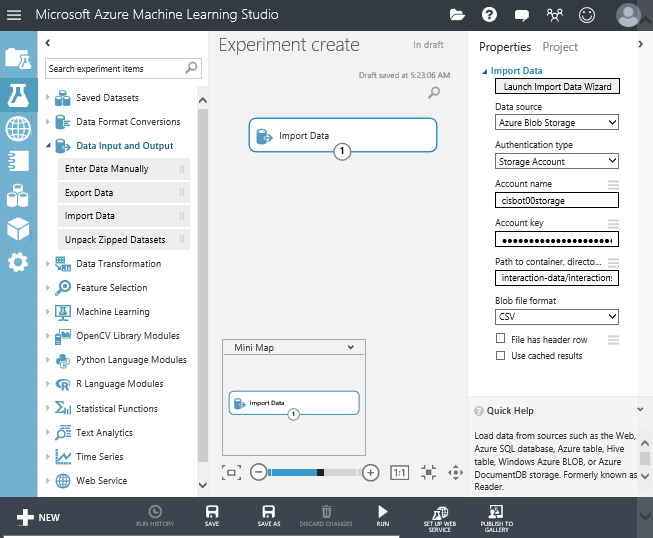 Microsoft Azure Machine Learning Studio
Search experiment items
Saved Datasets
Data Format Conversions
Data Input and Output
Enter Data Manually
Export Data
Import Data
Unpack Zipped Datasets
Data Transformation
Feature Selection
Machine Learning
OpenCV Library Modules
Python Language Modules
R Language Modules
Statistical Functions
Text Analytics
Time Series
Web Service
Experiment create
In draft
Draft saved at 5:23:06 AM
Import Data
1
Mini Map
Import Data
1
1:1
Properties Project
Import Data
Launch Import Data Wizard
Data source
Azure Blob Storage
Authentication type
Storage Account
Account name
cisbot00storage
Account key
Path to container, directo...
interaction-data/interaction
Blob file format
CSV
File has header row
Use cached results
Quick Help
Load data from sources such as the Web,
Azure SQL database, Azure table, Hive
table, Windows Azure BLOB, or Azure
DocumentDB storage. Formerly known as
Reader.
NEW
RUN HISTORY
SAVE
SAVE AS
DISCARD CHANGES
RUN
SET UP WEB
SERVICE
PUBLISH TO
GALLERY